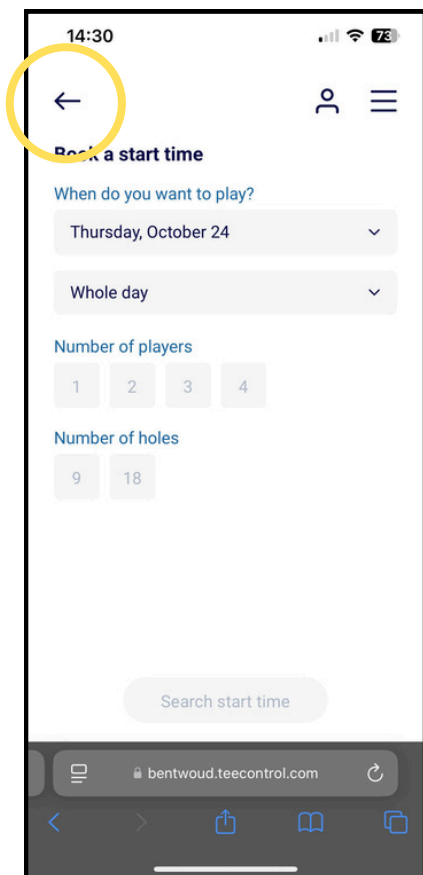 14:30
73
Book a start time
When do you want to play?
Thursday, October 24
Whole day
Number of players
1 2 3 4
Number of holes
9 18
Search start time
bentwoud.teecontrol.com